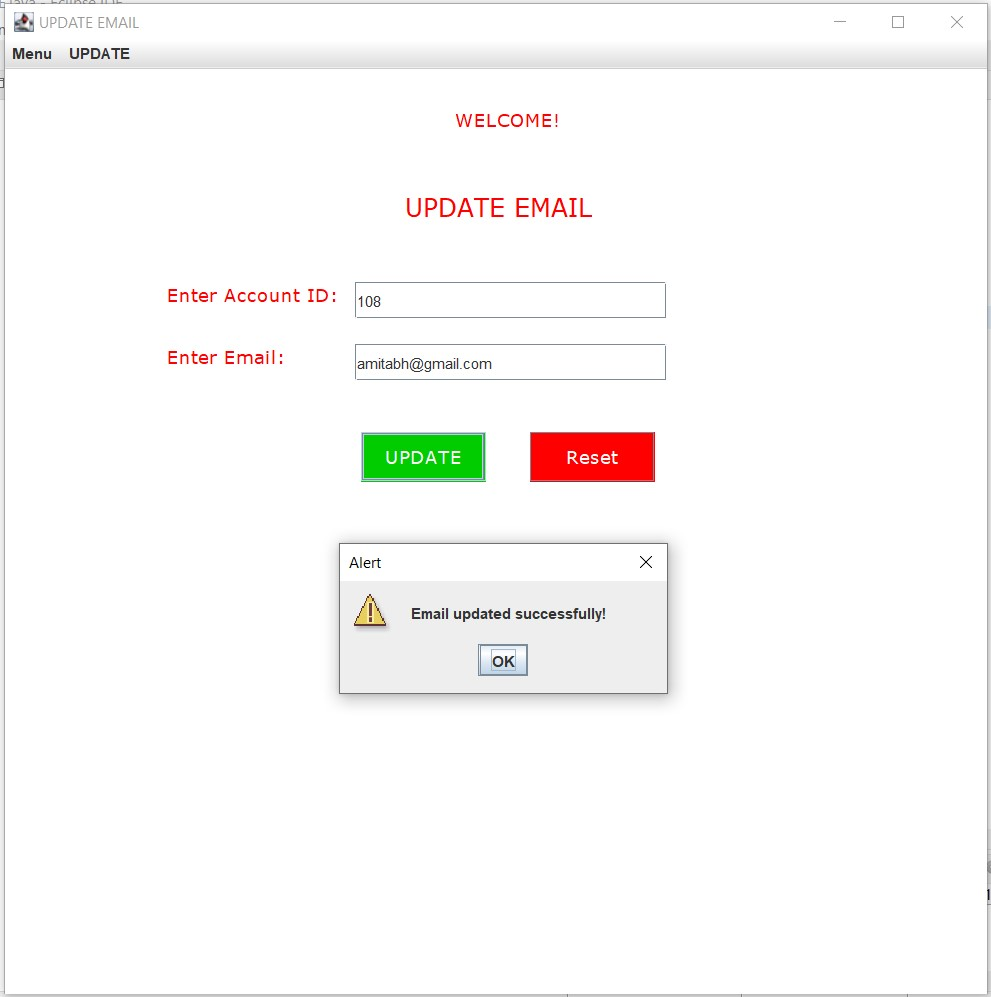 UPDATE EMAIL
Menu UPDATE
WELCOME!
UPDATE EMAIL
Enter Account ID: 108
Enter Email: amitabh@gmail.com
UPDATE Reset
Alert
Email updated successfully!
OK